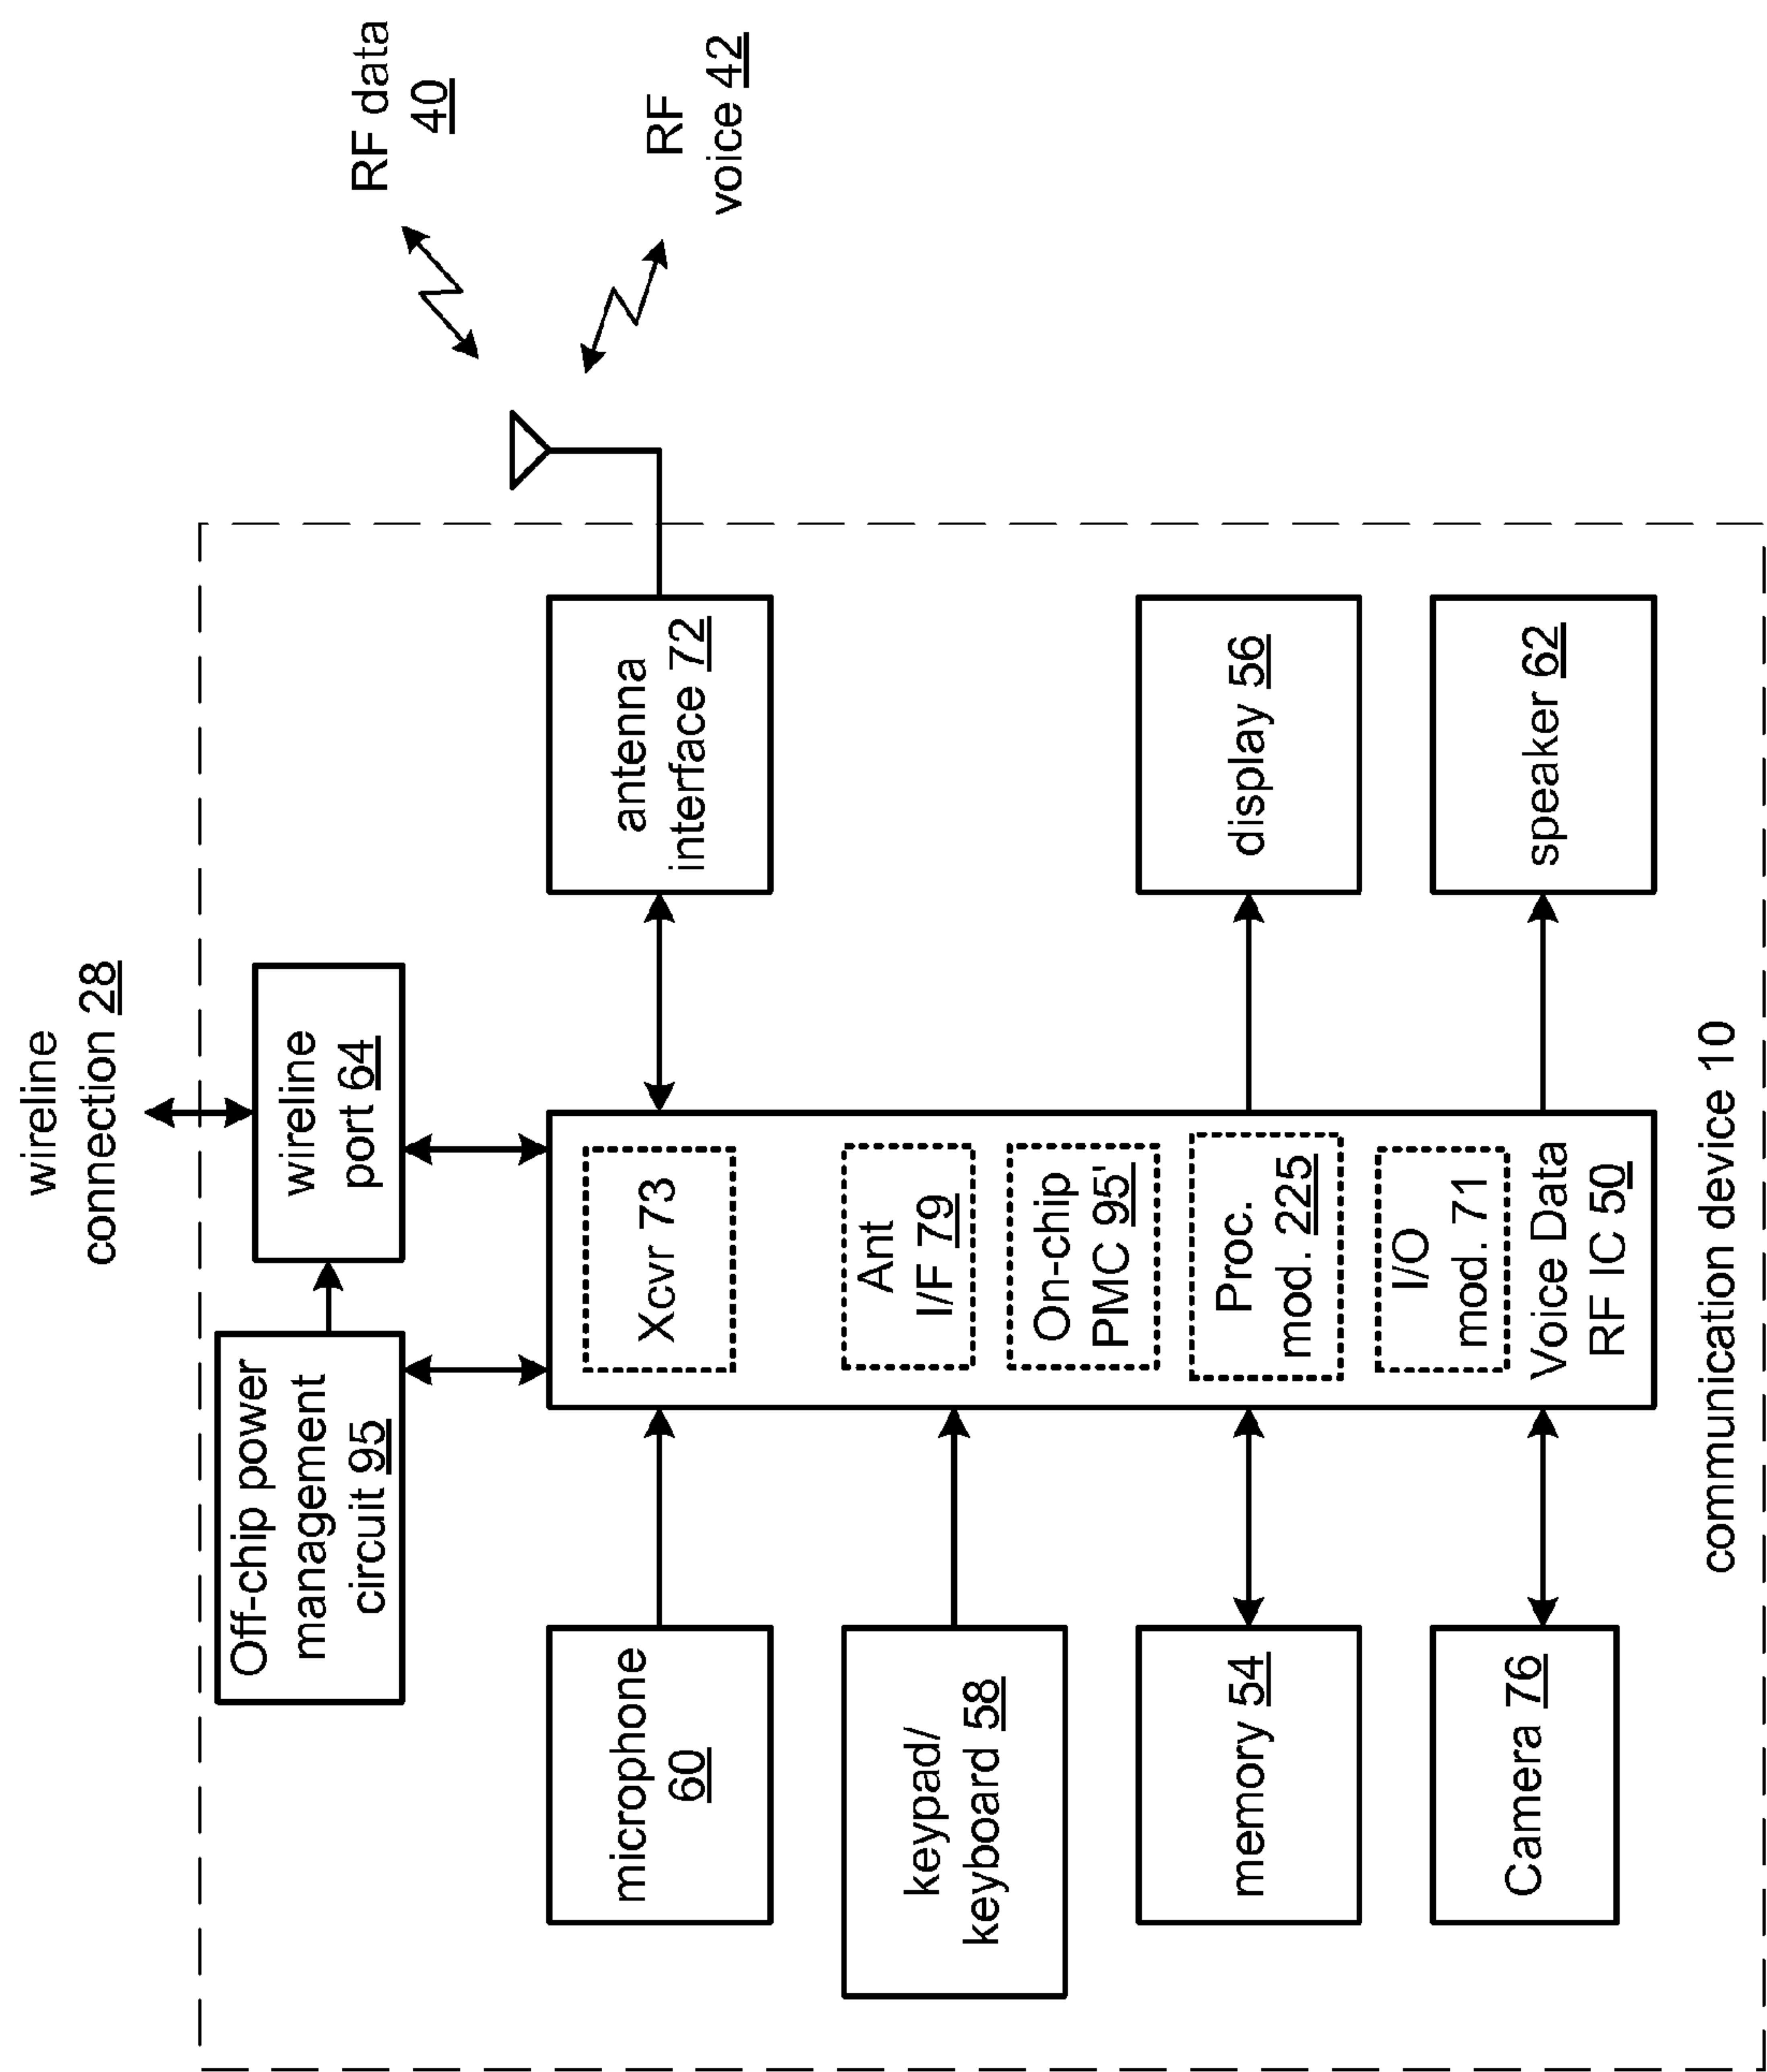 wireline
connection 28
RF data
40
RF
voice 42
Off-chip power
management
circuit 95
wireline
port 64
microphone
60
Xcvr 73
antenna
interface 72
keypad/
keyboard 58
Ant
I/F 79
On-chip
PMC 95'
memory 54
Proc.
mod. 225
display 56
Camera 76
I/O
mod. 71
Voice Data
RF IC 50
speaker 62
communication device 10